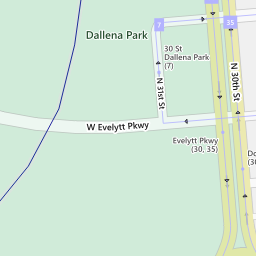 7
35
Dallena Park
30 St
Dallena Park
(7)
N 31st St
N 30th St
W Evelytt Pkwy
Evelytt Pkwy
(30, 35)